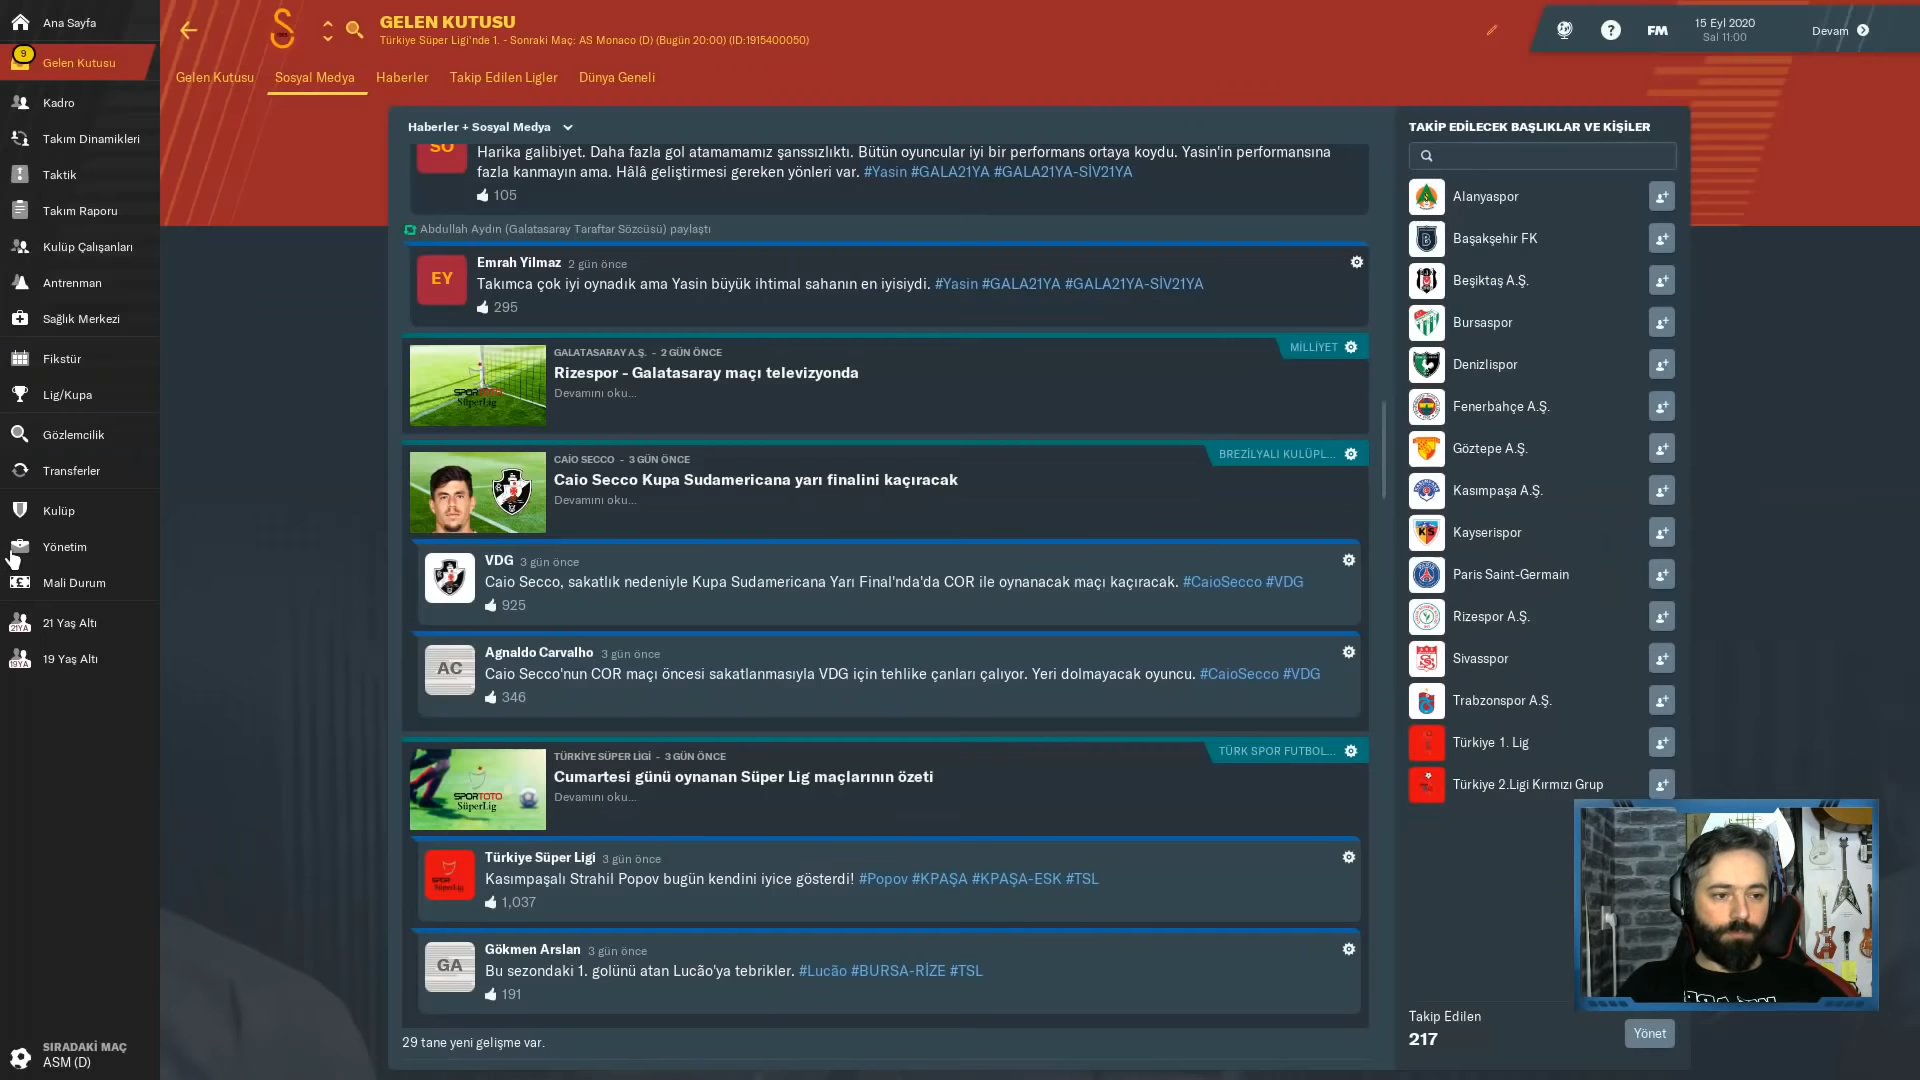 Ana Sayfa
9
Gelen Kutusu
Kadro
Takım Dinamikleri
Taktik
Takım Raporu
Kulüp Çalışanları
Antrenman
Sağlık Merkezi
Fikstür
Lig/Kupa
Gözlemcilik
Transferler
Kulüp
Yönetim
Mali Durum
21YA
21 Yaş Altı
19YA
19 Yaş Altı
SIRADAKİ MAÇ
ASM (D)
GELEN KUTUSU
Türkiye Süper Ligi'nde 1. - Sonraki Maç: AS Monaco (D) (Bugün 20:00) (ID:1915400050)
FM
15 Eyl 2020
Sal 11:00
Devam
Gelen Kutusu
Sosyal Medya
Haberler
Takip Edilen Ligler
Dünya Geneli
Haberler + Sosyal Medya
SO
Harika galibiyet. Daha fazla gol atamamamız şanssızlıktı. Bütün oyuncular iyi bir performans ortaya koydu. Yasin'in performansına
fazla kanmayın ama. Hâlâ geliştirmesi gereken yönleri var. #Yasin #GALA21YA #GALA21YA-SİV21YA
105
Abdullah Aydın (Galatasaray Taraftar Sözcüsü) paylaştı
EY
Emrah Yilmaz 2 gün önce
Takımca çok iyi oynadık ama Yasin büyük ihtimal sahanın en iyisiydi. #Yasin #GALA21YA #GALA21YA-SİV21YA
295
SPORTOTO
SüperLig
GALATASARAY A.Ş. - 2 GÜN ÖNCE
MİLLİYET
Rizespor - Galatasaray maçı televizyonda
Devamını oku...
CAİO SECCO - 3 GÜN ÖNCE
BREZİLYALI KULÜPL...
Caio Secco Kupa Sudamericana yarı finalini kaçıracak
Devamını oku...
VDG 3 gün önce
Caio Secco, sakatlık nedeniyle Kupa Sudamericana Yarı Final'nda'da COR ile oynanacak maçı kaçıracak. #CaioSecco #VDG
925
AC
Agnaldo Carvalho 3 gün önce
Caio Secco'nun COR maçı öncesi sakatlanmasıyla VDG için tehlike çanları çalıyor. Yeri dolmayacak oyuncu. #CaioSecco #VDG
346
SPORTOTO
SüperLig
TÜRKİYE SÜPER LİGİ - 3 GÜN ÖNCE
TÜRK SPOR FUTBOL...
Cumartesi günü oynanan Süper Lig maçlarının özeti
Devamını oku...
Türkiye Süper Ligi 3 gün önce
Kasımpaşalı Strahil Popov bugün kendini iyice gösterdi! #Popov #KPAŞA #KPAŞA-ESK #TSL
1,037
GA
Gökmen Arslan 3 gün önce
Bu sezondaki 1. golünü atan Lucão'ya tebrikler. #Lucão #BURSA-RİZE #TSL
191
29 tane yeni gelişme var.
TAKİP EDİLECEK BAŞLIKLAR VE KİŞİLER
Alanyaspor
Başakşehir FK
Beşiktaş A.Ş.
Bursaspor
Denizlispor
Fenerbahçe A.Ş.
Göztepe A.Ş.
Kasımpaşa A.Ş.
Kayserispor
Paris Saint-Germain
Rizespor A.Ş.
Sivasspor
Trabzonspor A.Ş.
Türkiye 1. Lig
Türkiye 2.Ligi Kırmızı Grup
Takip Edilen
217
Yönet